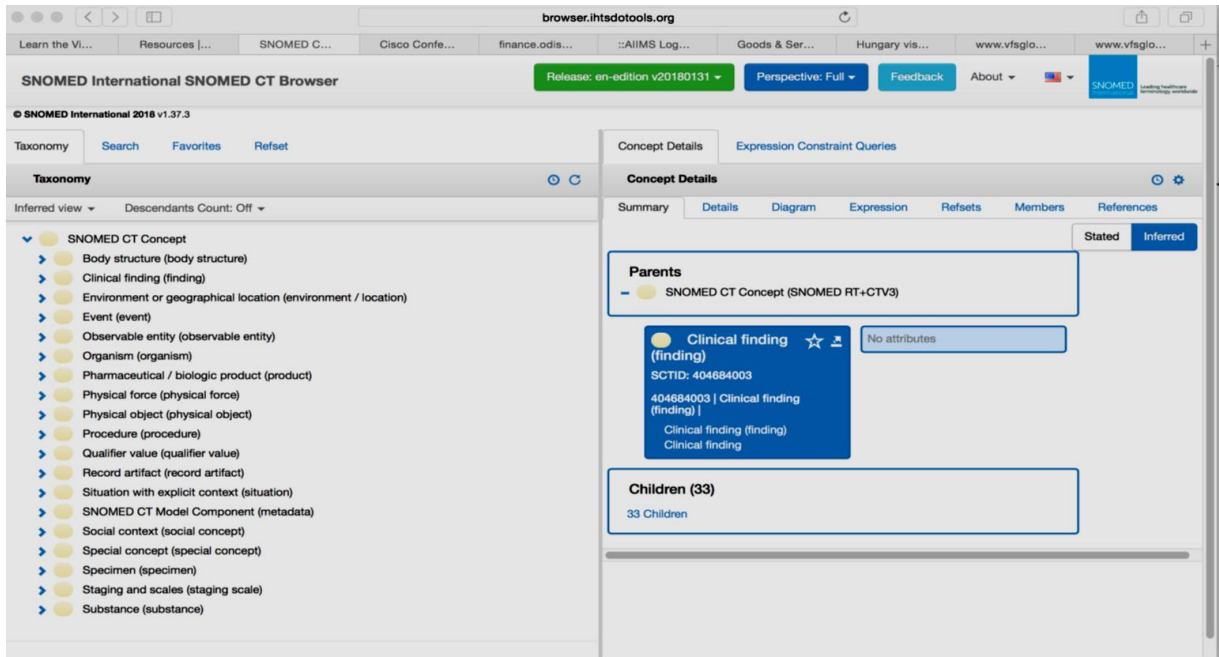 browser.ihtsdotools.org
Learn the Vi... Resources |... SNOMED C... Cisco Confe... finance.odis... ::AIIMS Log... Goods & Ser... Hungary vis... www.vfsglo... www.vfsglo... +
SNOMED International SNOMED CT Browser
Release: en-edition v20180131
Perspective: Full
Feedback
About
SNOMED International
Leading healthcare terminology, worldwide
© SNOMED International 2018 v1.37.3
Taxonomy Search Favorites Refset
Taxonomy
Inferred view Descendants Count: Off
SNOMED CT Concept
Body structure (body structure)
Clinical finding (finding)
Environment or geographical location (environment / location)
Event (event)
Observable entity (observable entity)
Organism (organism)
Pharmaceutical / biologic product (product)
Physical force (physical force)
Physical object (physical object)
Procedure (procedure)
Qualifier value (qualifier value)
Record artifact (record artifact)
Situation with explicit context (situation)
SNOMED CT Model Component (metadata)
Social context (social concept)
Special concept (special concept)
Specimen (specimen)
Staging and scales (staging scale)
Substance (substance)
Concept Details Expression Constraint Queries
Concept Details
Summary Details Diagram Expression Refsets Members References
Stated Inferred
Parents
SNOMED CT Concept (SNOMED RT+CTV3)
Clinical finding
(finding)
SCTID: 404684003
404684003 | Clinical finding
(finding) |
Clinical finding (finding)
Clinical finding
No attributes
Children (33)
33 Children